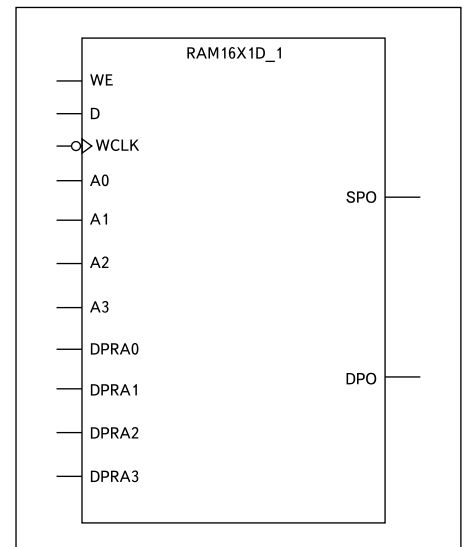 RAM16X1D_1
WE
D
WCLK
A0
SPO
A1
A2
A3
DPRA0
DPO
DPRA1
DPRA2
DPRA3